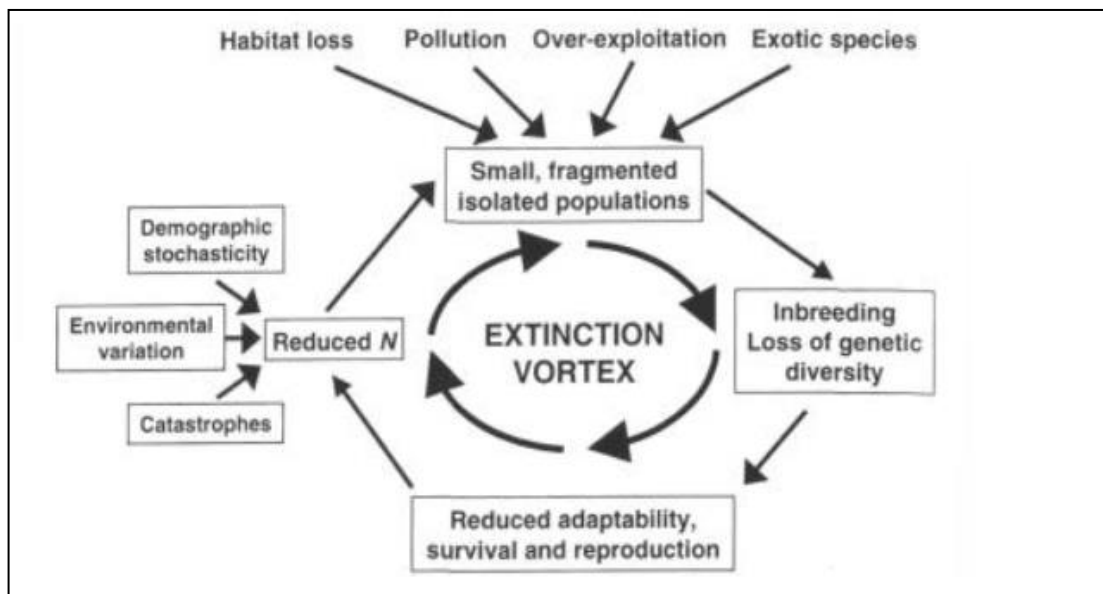 Habitat loss Pollution Over-exploitation Exotic species
Small, fragmented
isolated populations
Demographic
stochasticity
Environmental
variation
Reduced N
Catastrophes
EXTINCTION
VORTEX
Inbreeding
Loss of genetic
diversity
Reduced adaptability,
survival and reproduction